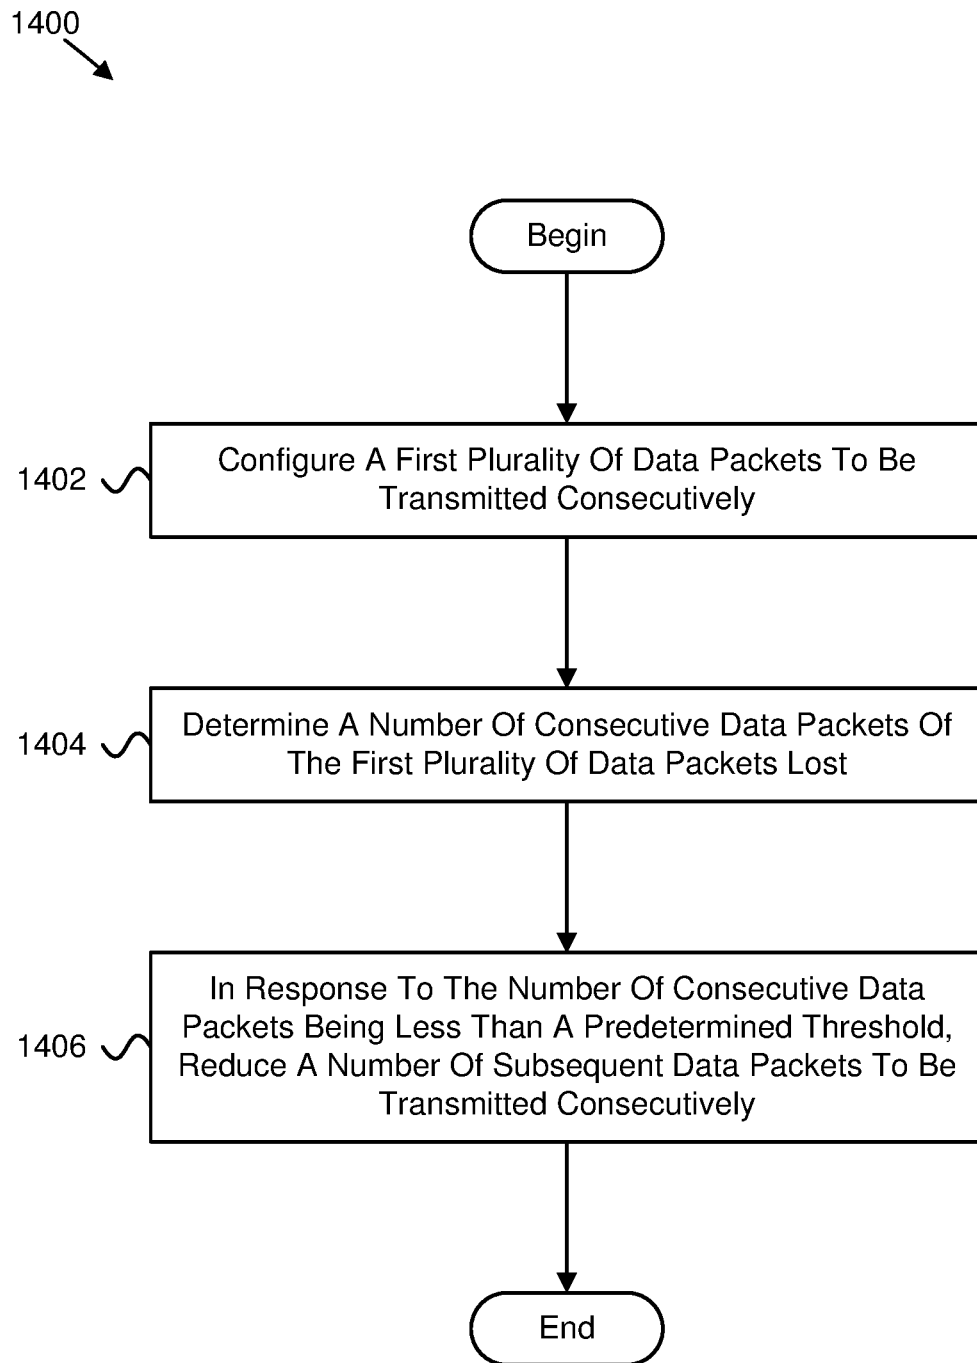 1400
Begin
1402
Configure A First Plurality Of Data Packets To Be
Transmitted Consecutively
1404
Determine A Number Of Consecutive Data Packets Of
The First Plurality Of Data Packets Lost
1406
In Response To The Number Of Consecutive Data
Packets Being Less Than A Predetermined Threshold,
Reduce A Number Of Subsequent Data Packets To Be
Transmitted Consecutively
End